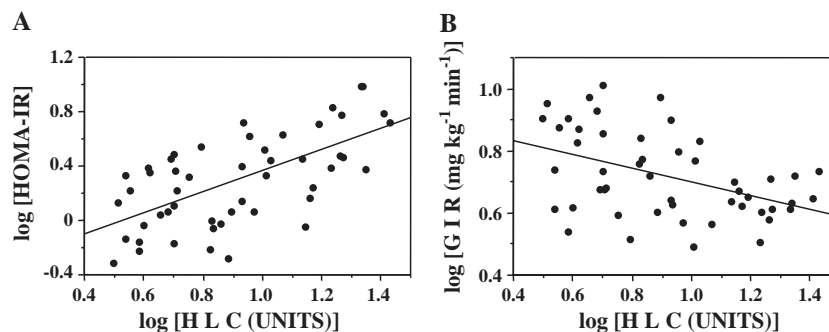 A
log [HOMA-IR]
1.2
0.8
0.4
0
-0.4
0.4 0.6 0.8 1.0 1.2 1.4
log [H L C (UNITS)]
B
log [G I R (mg kg⁻¹ min⁻¹)]
1.0
0.8
0.6
0.4
0.4 0.6 0.8 1.0 1.2 1.4
log [H L C (UNITS)]